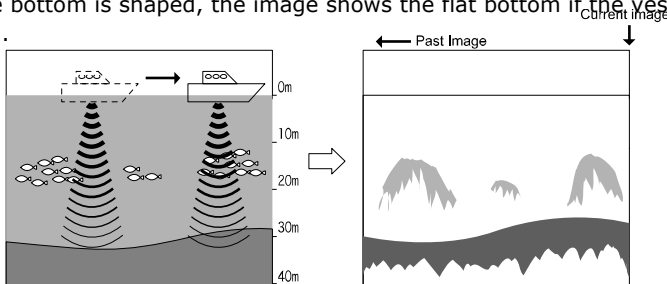 e bottom is shaped, the image shows the flat bottom if the ves
.
Current image
Past Image
0m
10m
20m
30m
40m